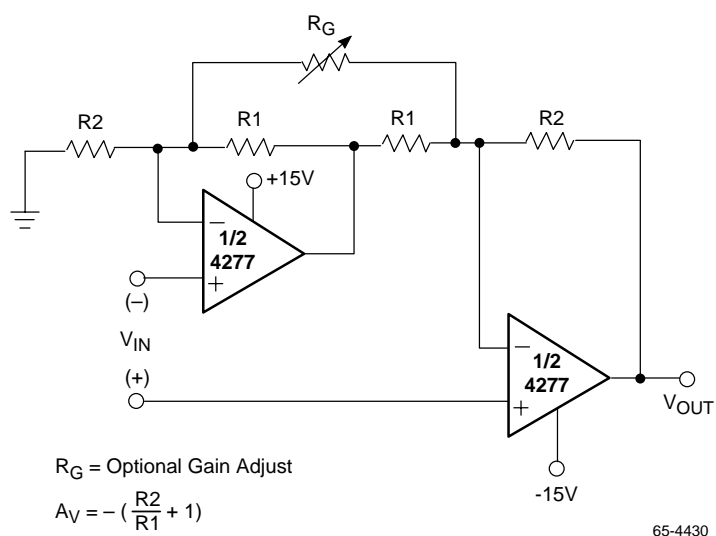 R_G
R2
R1
R1
R2
+15V
–
1/2
4277
+
(–)
V_IN
(+)
–
1/2
4277
+
V_OUT
-15V
R_G = Optional Gain Adjust
A_V = – ( R2/R1 + 1)
65-4430